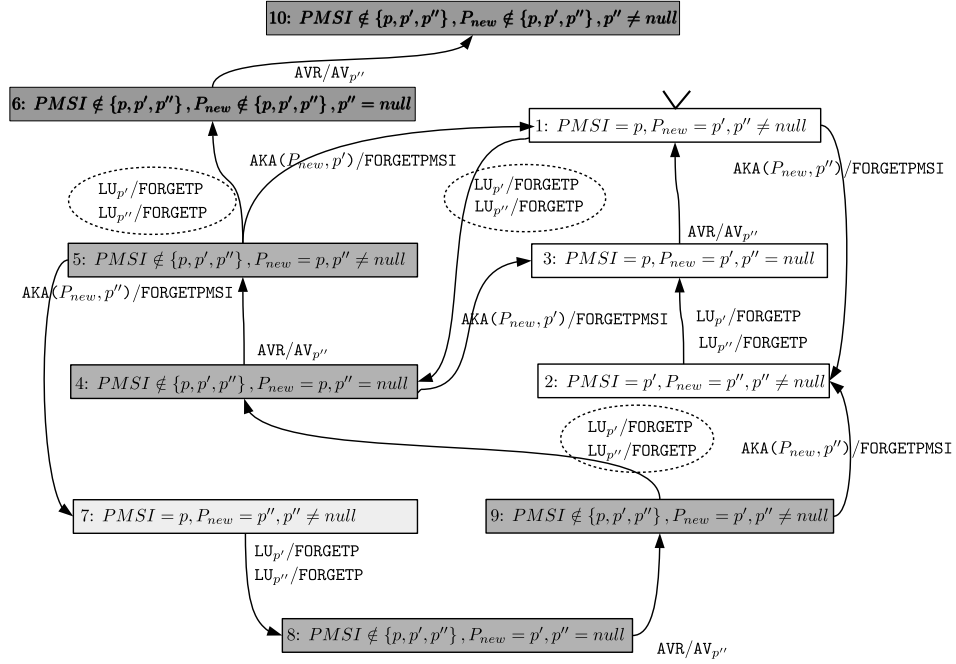 10: PMSI ∉ {p, p′, p″}, P_new ∉ {p, p′, p″}, p″ ≠ null
AVR/AV_p″
6: PMSI ∉ {p, p′, p″}, P_new ∉ {p, p′, p″}, p″ = null
1: PMSI = p, P_new = p′, p″ ≠ null
AKA(P_new, p′)/FORGETPMSI
AKA(P_new, p″)/FORGETPMSI
LU_p′/FORGETP
LU_p″/FORGETP
LU_p′/FORGETP
LU_p″/FORGETP
AVR/AV_p″
5: PMSI ∉ {p, p′, p″}, P_new = p, p″ ≠ null
3: PMSI = p, P_new = p′, p″ = null
AKA(P_new, p″)/FORGETPMSI
AKA(P_new, p′)/FORGETPMSI
LU_p′/FORGETP
LU_p″/FORGETP
AVR/AV_p″
4: PMSI ∉ {p, p′, p″}, P_new = p, p″ = null
2: PMSI = p′, P_new = p″, p″ ≠ null
LU_p′/FORGETP
LU_p″/FORGETP
AKA(P_new, p″)/FORGETPMSI
7: PMSI = p, P_new = p″, p″ ≠ null
9: PMSI ∉ {p, p′, p″}, P_new = p′, p″ ≠ null
LU_p′/FORGETP
LU_p″/FORGETP
8: PMSI ∉ {p, p′, p″}, P_new = p′, p″ = null
AVR/AV_p″